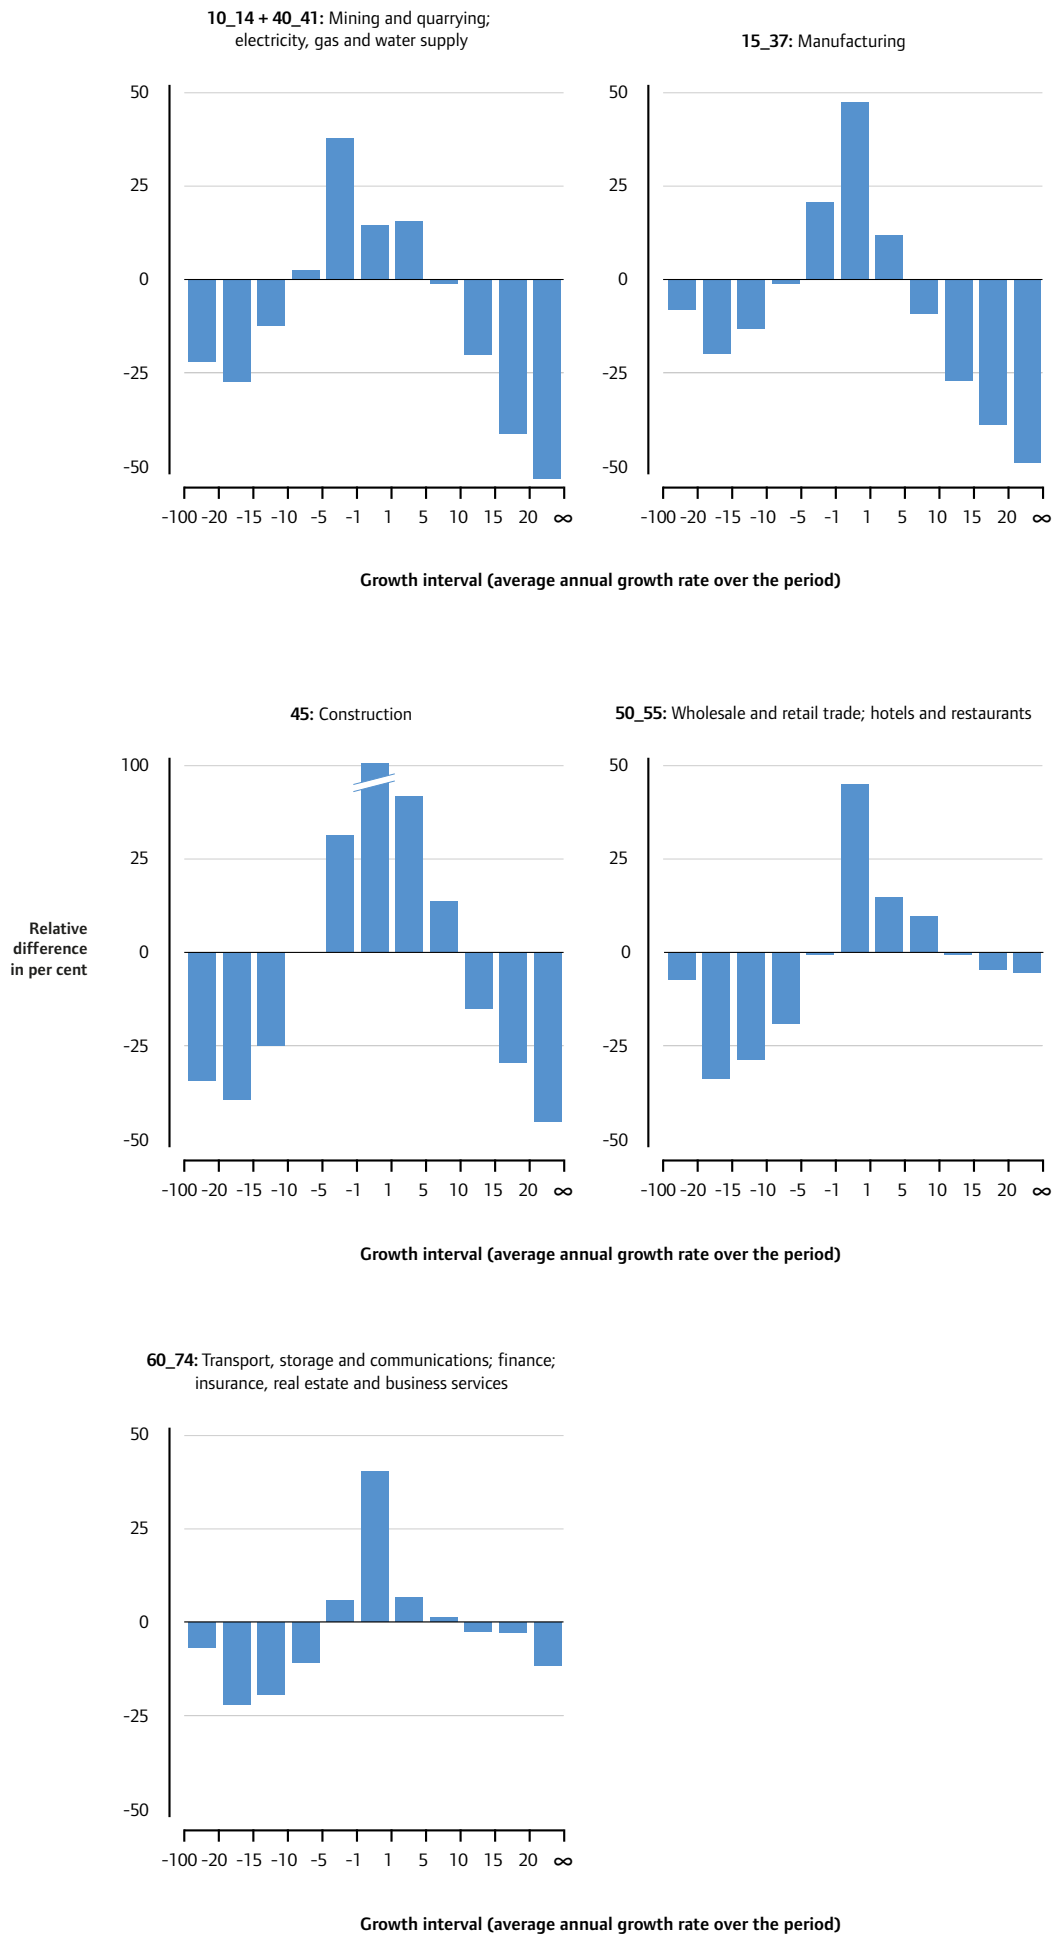 10_14 + 40_41: Mining and quarrying;
electricity, gas and water supply
50
25
0
-25
-50
-100 -20 -15 -10 -5 -1 1 5 10 15 20 ∞
15_37: Manufacturing
50
25
0
-25
-50
-100 -20 -15 -10 -5 -1 1 5 10 15 20 ∞
Growth interval (average annual growth rate over the period)
Relative
difference
in per cent
45: Construction
100
25
0
-25
-50
-100 -20 -15 -10 -5 -1 1 5 10 15 20 ∞
50_55: Wholesale and retail trade; hotels and restaurants
50
25
0
-25
-50
-100 -20 -15 -10 -5 -1 1 5 10 15 20 ∞
Growth interval (average annual growth rate over the period)
60_74: Transport, storage and communications; finance;
insurance, real estate and business services
50
25
0
-25
-50
-100 -20 -15 -10 -5 -1 1 5 10 15 20 ∞
Growth interval (average annual growth rate over the period)